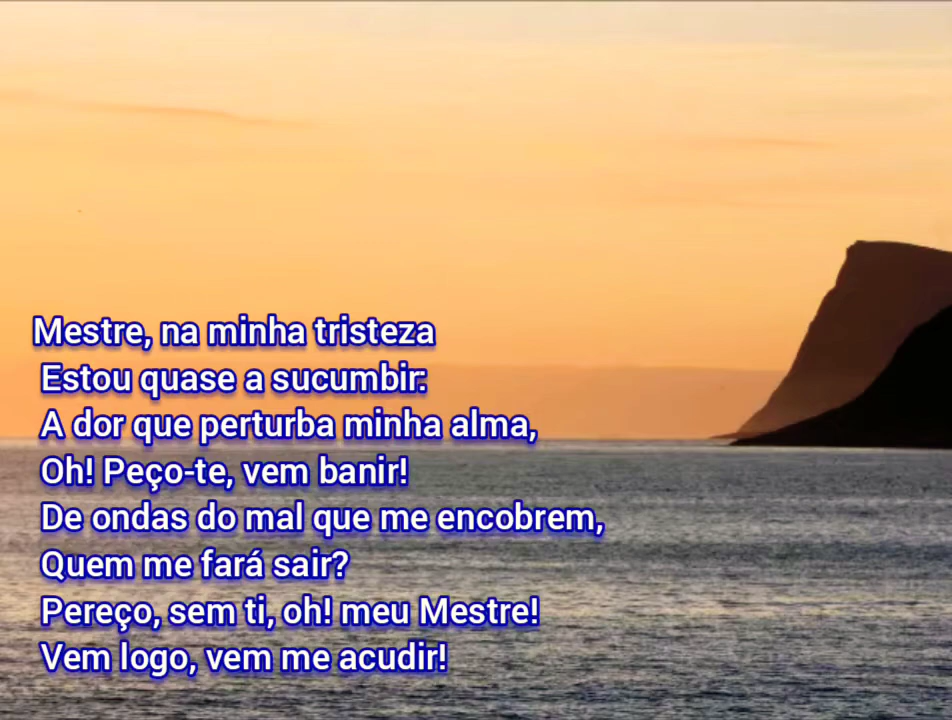 Mestre, na minha tristeza
Estou quase a sucumbir:
A dor que perturba minha alma,
Oh! Peço-te, vem banir!
De ondas do mal que me encobrem,
Quem me fará sair?
Pereço, sem ti, oh! meu Mestre!
Vem logo, vem me acudir!